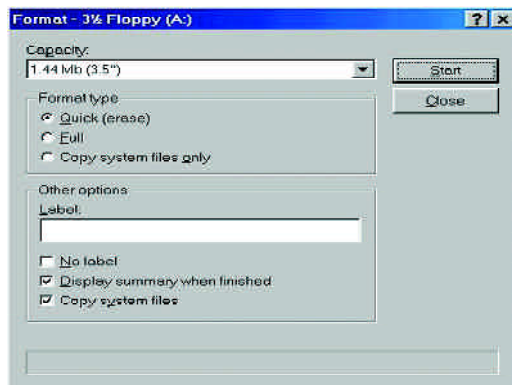 Format - 3½ Floppy (A:)
Capacity:
1.44 Mb (3.5")
Start
Close
Format type
Quick (erase)
Full
Copy system files only
Other options
Label:
No label
Display summary when finished
Copy system files